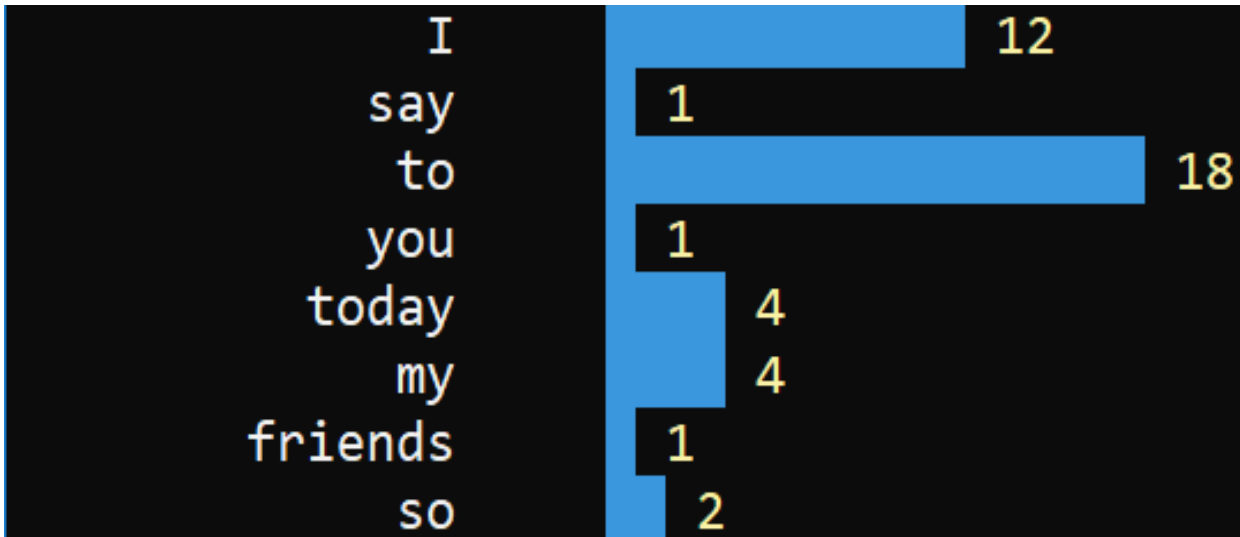 I 12
say 1
to 18
you 1
today 4
my 4
friends 1
so 2